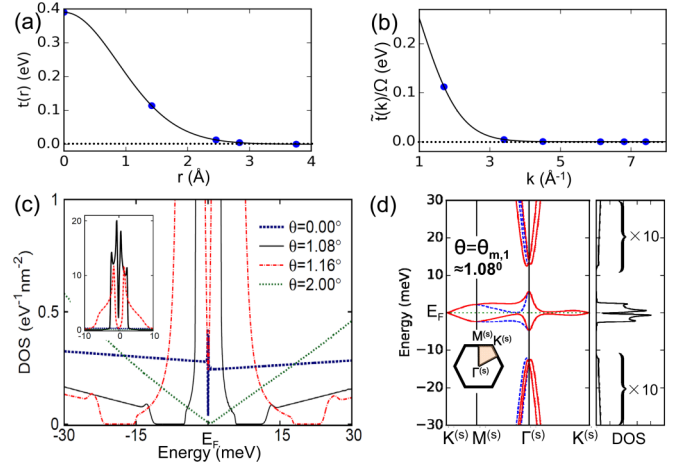 (a)
0.4
0.3
0.2
0.1
0.0
t(r) (eV)
0 1 2 3 4
r (Å)
(b)
0.2
0.1
0.0
t̃(k)/Ω (eV)
1 3 5 7
k (Å⁻¹)
(c)
1
0.5
0
DOS (eV⁻¹nm⁻²)
-10 0 10
θ=0.00°
θ=1.08°
θ=1.16°
θ=2.00°
-30 -15 E_F 15 30
Energy (meV)
(d)
30
20
10
E_F
-10
-20
-30
Energy (meV)
θ=θ_m,1
≈1.08⁰
M⁽ˢ⁾
K⁽ˢ⁾
Γ⁽ˢ⁾
K⁽ˢ⁾ M⁽ˢ⁾ Γ⁽ˢ⁾ K⁽ˢ⁾
×10
×10
DOS